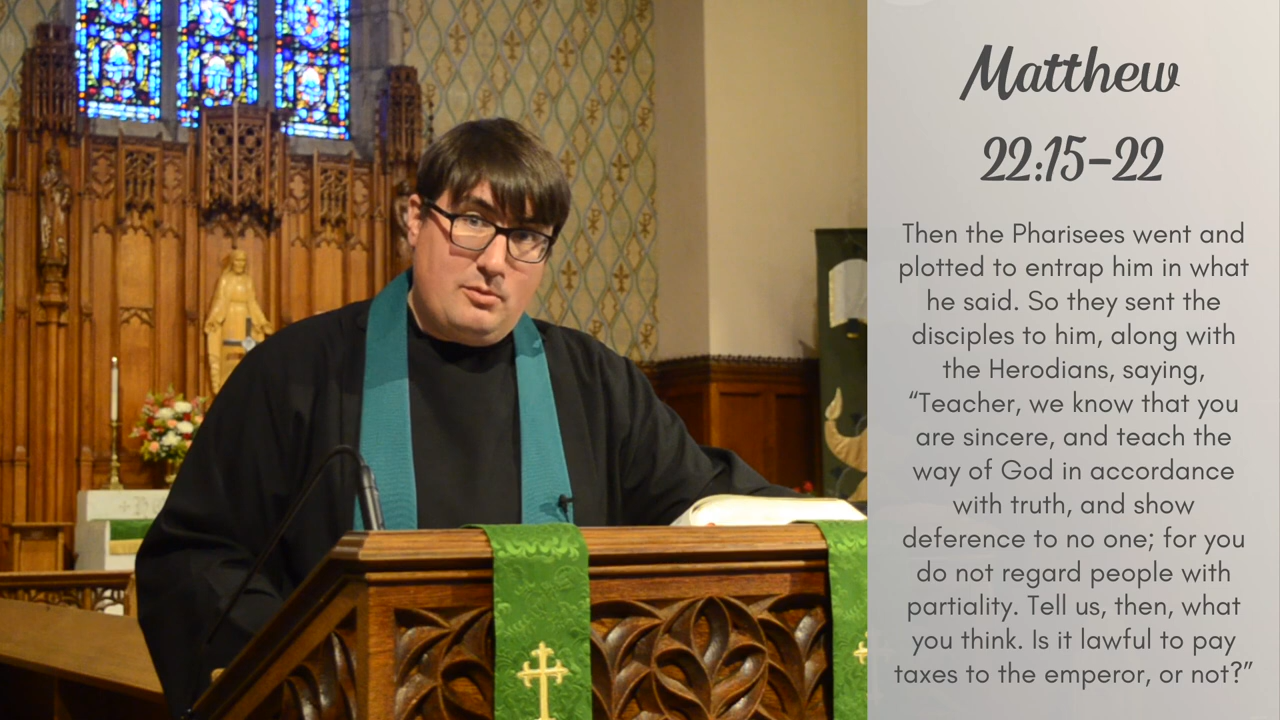 Matthew
22:15-22
Then the Pharisees went and
plotted to entrap him in what
he said. So they sent the
disciples to him, along with
the Herodians, saying,
“Teacher, we know that you
are sincere, and teach the
way of God in accordance
with truth, and show
deference to no one; for you
do not regard people with
partiality. Tell us, then, what
you think. Is it lawful to pay
taxes to the emperor, or not?”